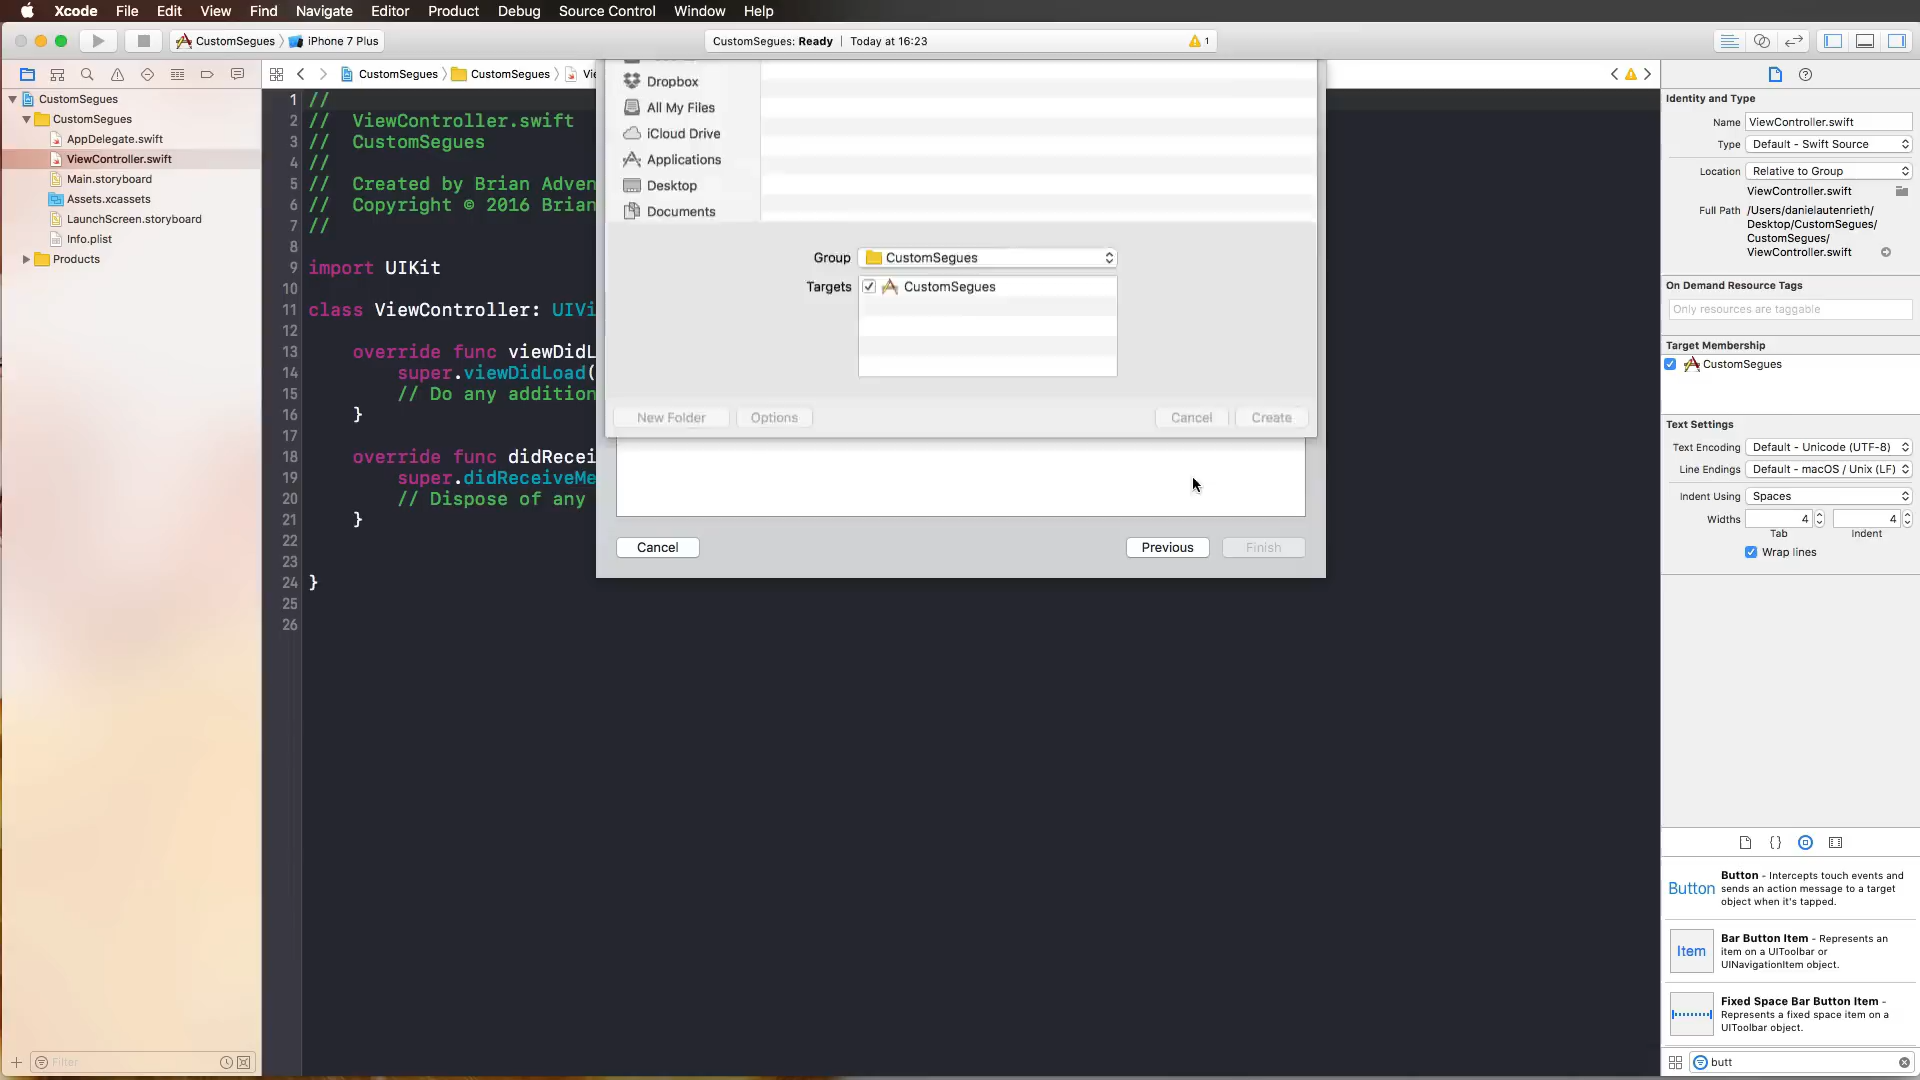 Xcode File Edit View Find Navigate Editor Product Debug Source Control Window Help
CustomSegues iPhone 7 Plus
CustomSegues: Ready | Today at 16:23
1
CustomSegues CustomSegues
CustomSegues
CustomSegues
AppDelegate.swift
ViewController.swift
Main.storyboard
Assets.xcassets
LaunchScreen.storyboard
Info.plist
Products
Filter
1 //
2 // ViewController.swift
3 // CustomSegues
4 //
5 // Created by Brian Adven
6 // Copyright © 2016 Brian
7 //
8
9 import UIKit
10
11 class ViewController: UIVi
12
13 override func viewDidL
14 super.viewDidLoad(
15 // Do any addition
16 }
17
18 override func didRecei
19 super.didReceiveMe
20 // Dispose of any
21 }
22
23
24 }
25
26
Dropbox
All My Files
iCloud Drive
Applications
Desktop
Documents
Group CustomSegues
Targets CustomSegues
New Folder Options Cancel Create
Cancel Previous Finish
Identity and Type
Name ViewController.swift
Type Default - Swift Source
Location Relative to Group
ViewController.swift
Full Path /Users/danielautenrieth/
Desktop/CustomSegues/
CustomSegues/
ViewController.swift
On Demand Resource Tags
Only resources are taggable
Target Membership
CustomSegues
Text Settings
Text Encoding Default - Unicode (UTF-8)
Line Endings Default - macOS / Unix (LF)
Indent Using Spaces
Widths 4 4
Tab Indent
Wrap lines
{}
Button Button - Intercepts touch events and
sends an action message to a target
object when it's tapped.
Item Bar Button Item - Represents an
item on a UIToolbar or
UINavigationItem object.
Fixed Space Bar Button Item -
Represents a fixed space item on a
UIToolbar object.
butt